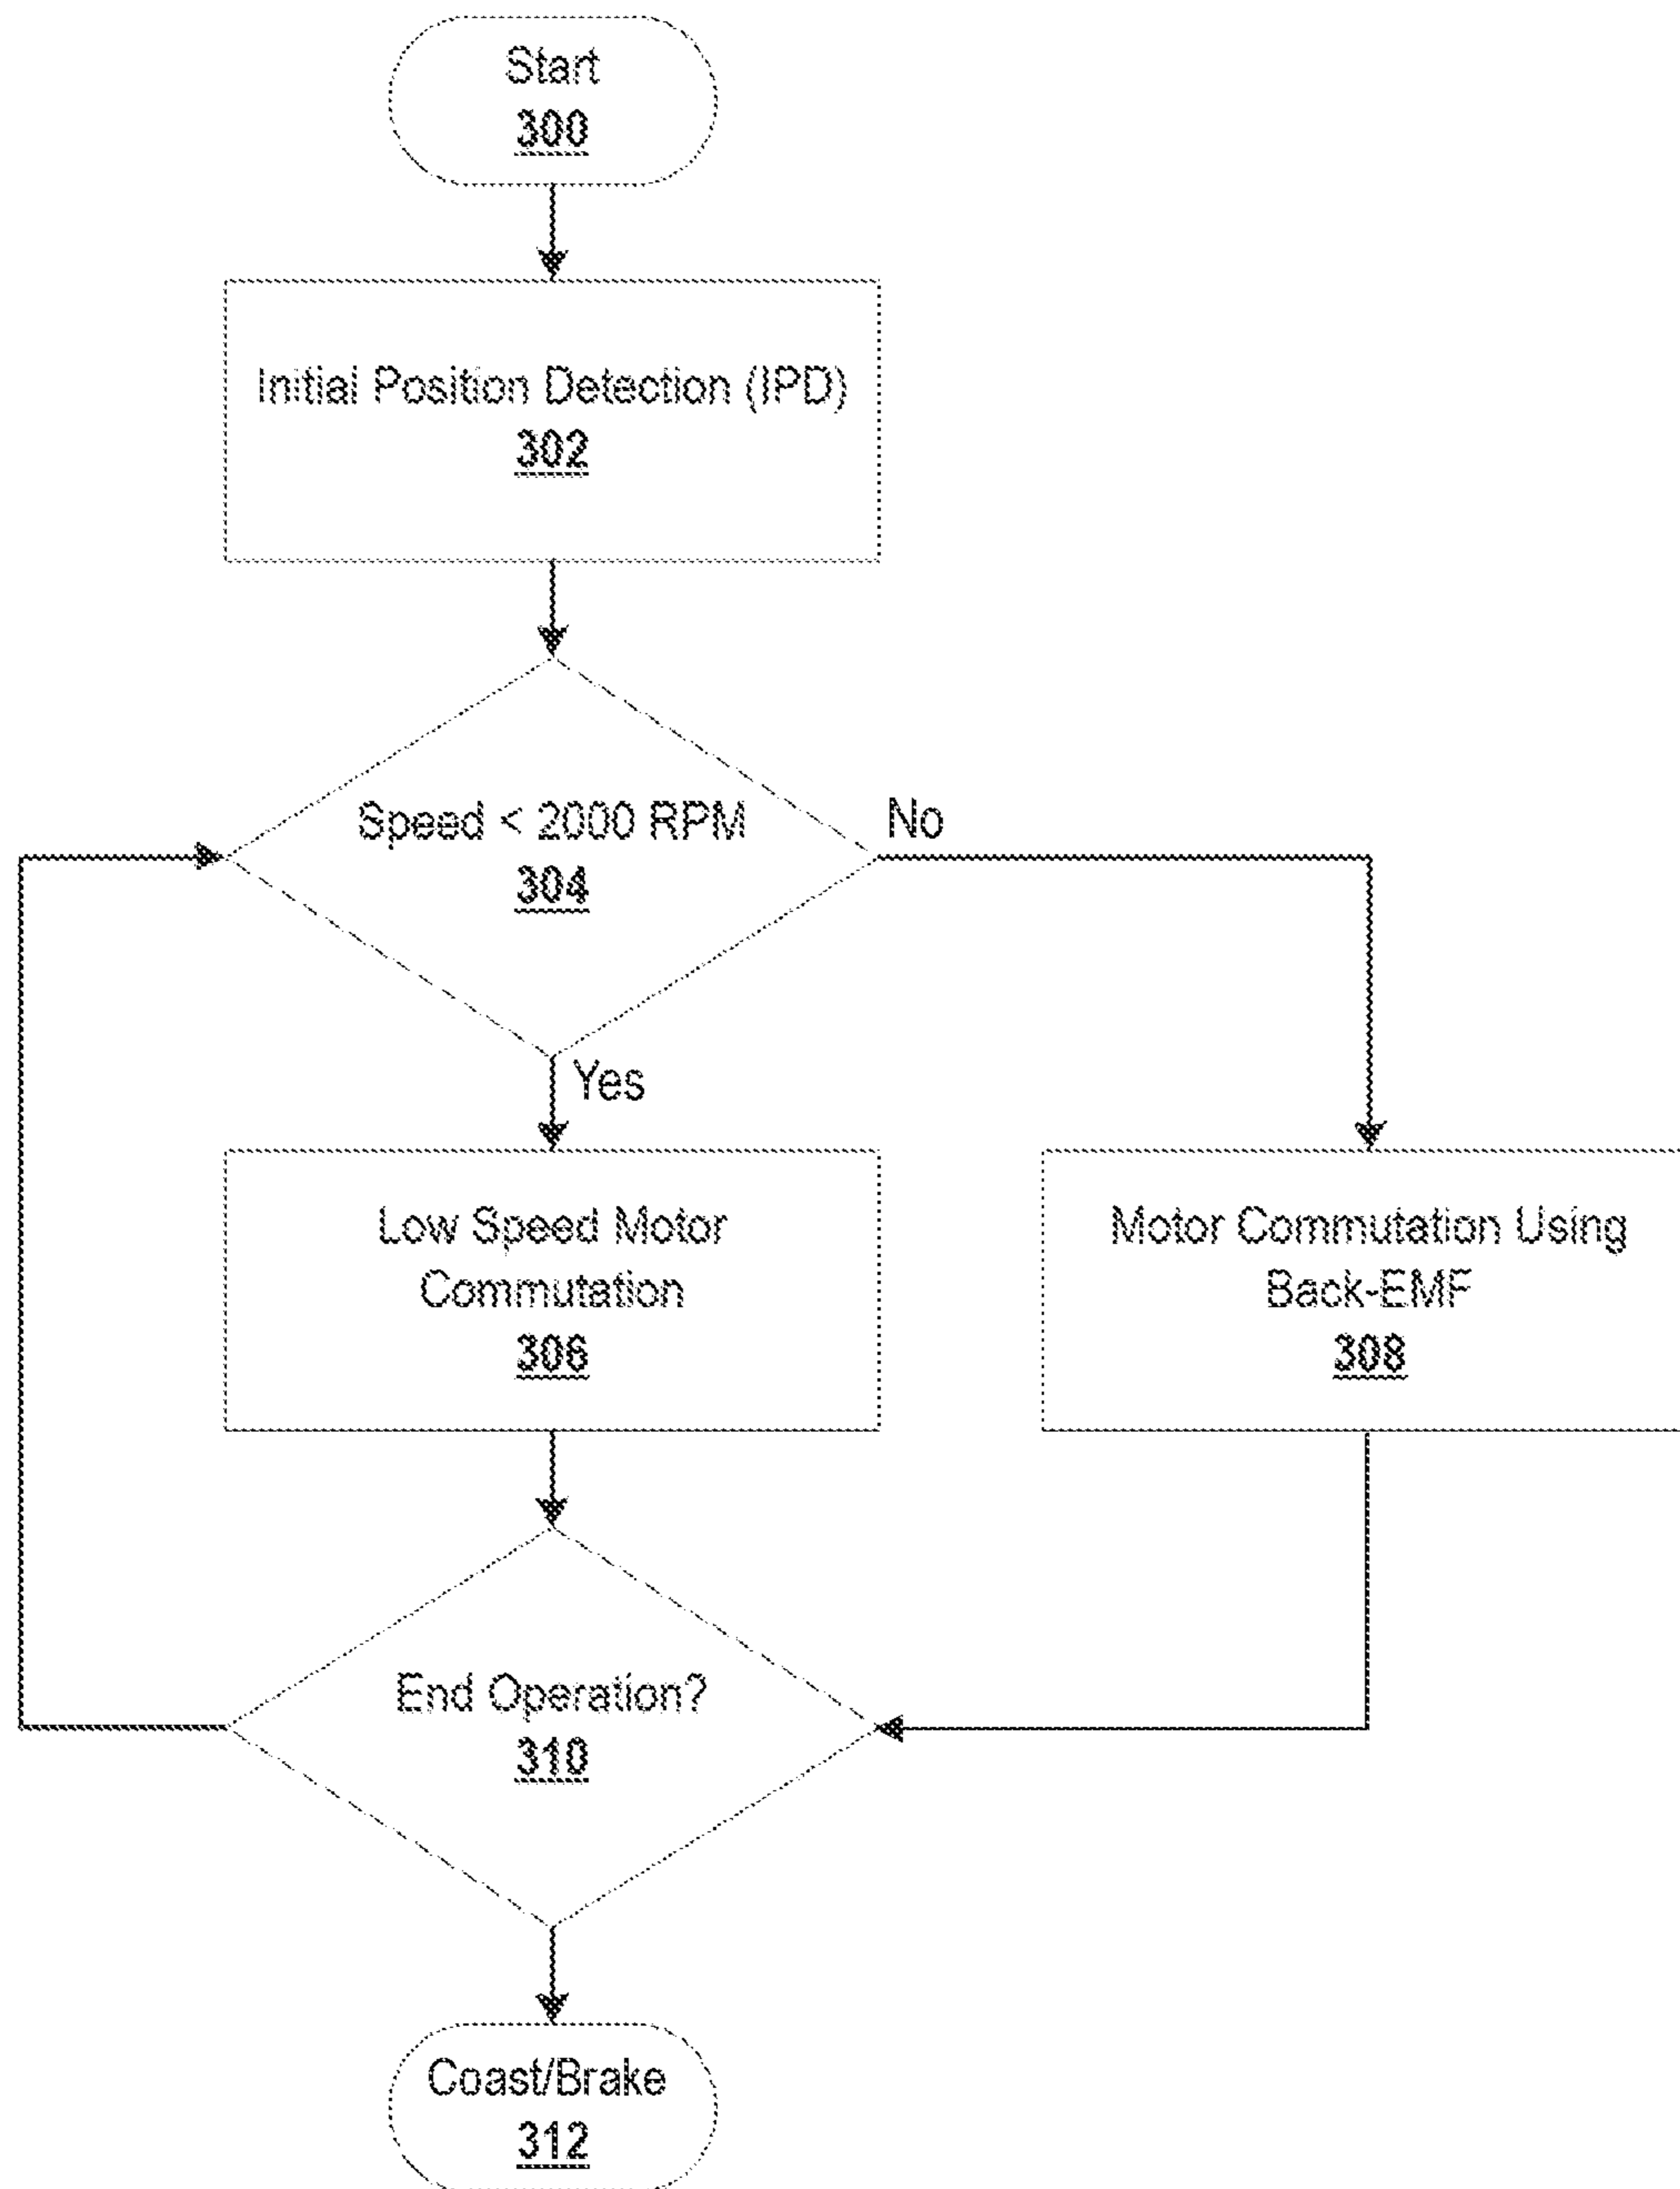 Start
300
Initial Position Detection (IPD)
302
Speed < 2000 RPM
304
No
Yes
Low Speed Motor
Commutation
306
Motor Commutation Using
Back-EMF
308
End Operation?
310
Coast/Brake
312